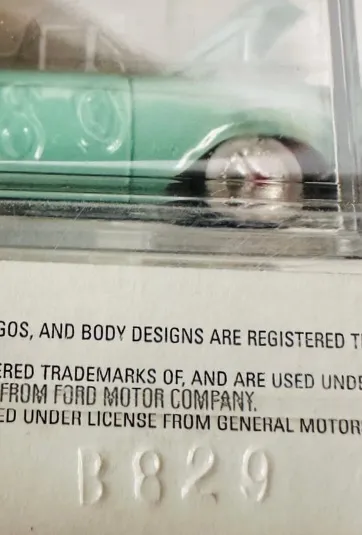 GOS, AND BODY DESIGNS ARE REGISTERED T
ERED TRADEMARKS OF, AND ARE USED UNDE
FROM FORD MOTOR COMPANY.
ED UNDER LICENSE FROM GENERAL MOTOR
B829